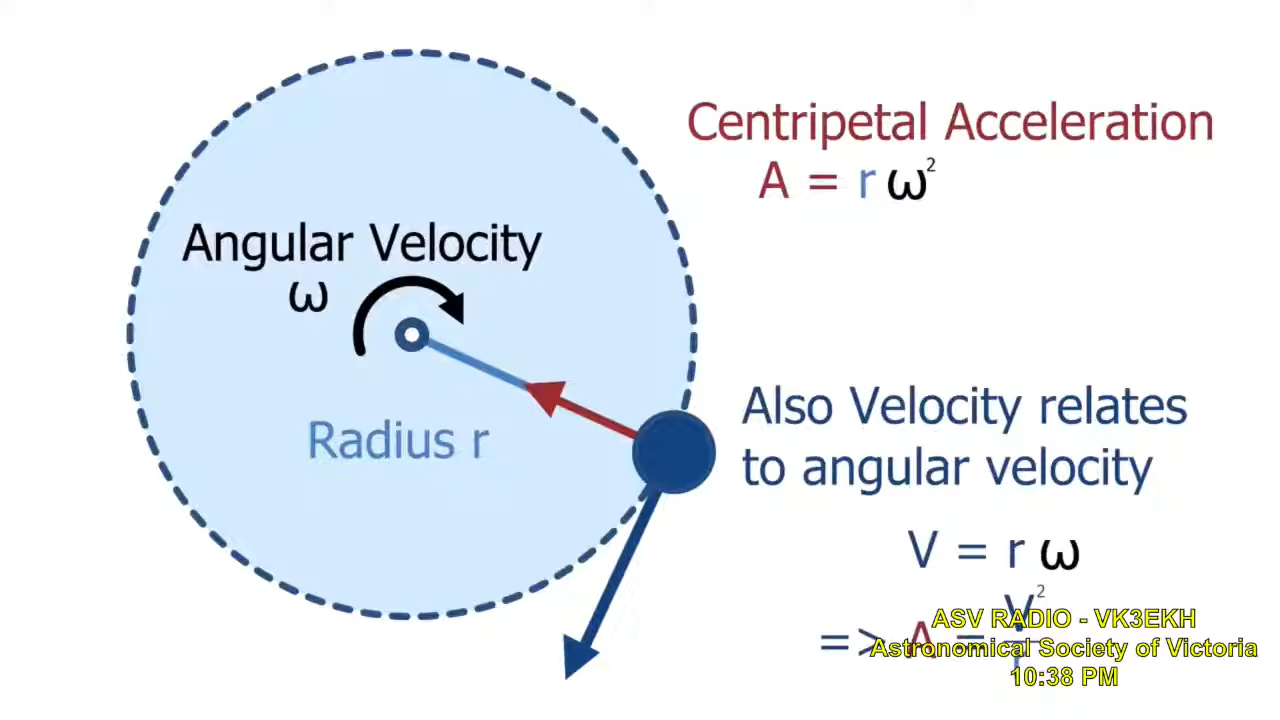 Centripetal Acceleration
A = r ω²
Angular Velocity
ω
Radius r
Also Velocity relates
to angular velocity
V = r ω
=> A = V²/r
ASV RADIO - VK3EKH
Astronomical Society of Victoria
10:38 PM